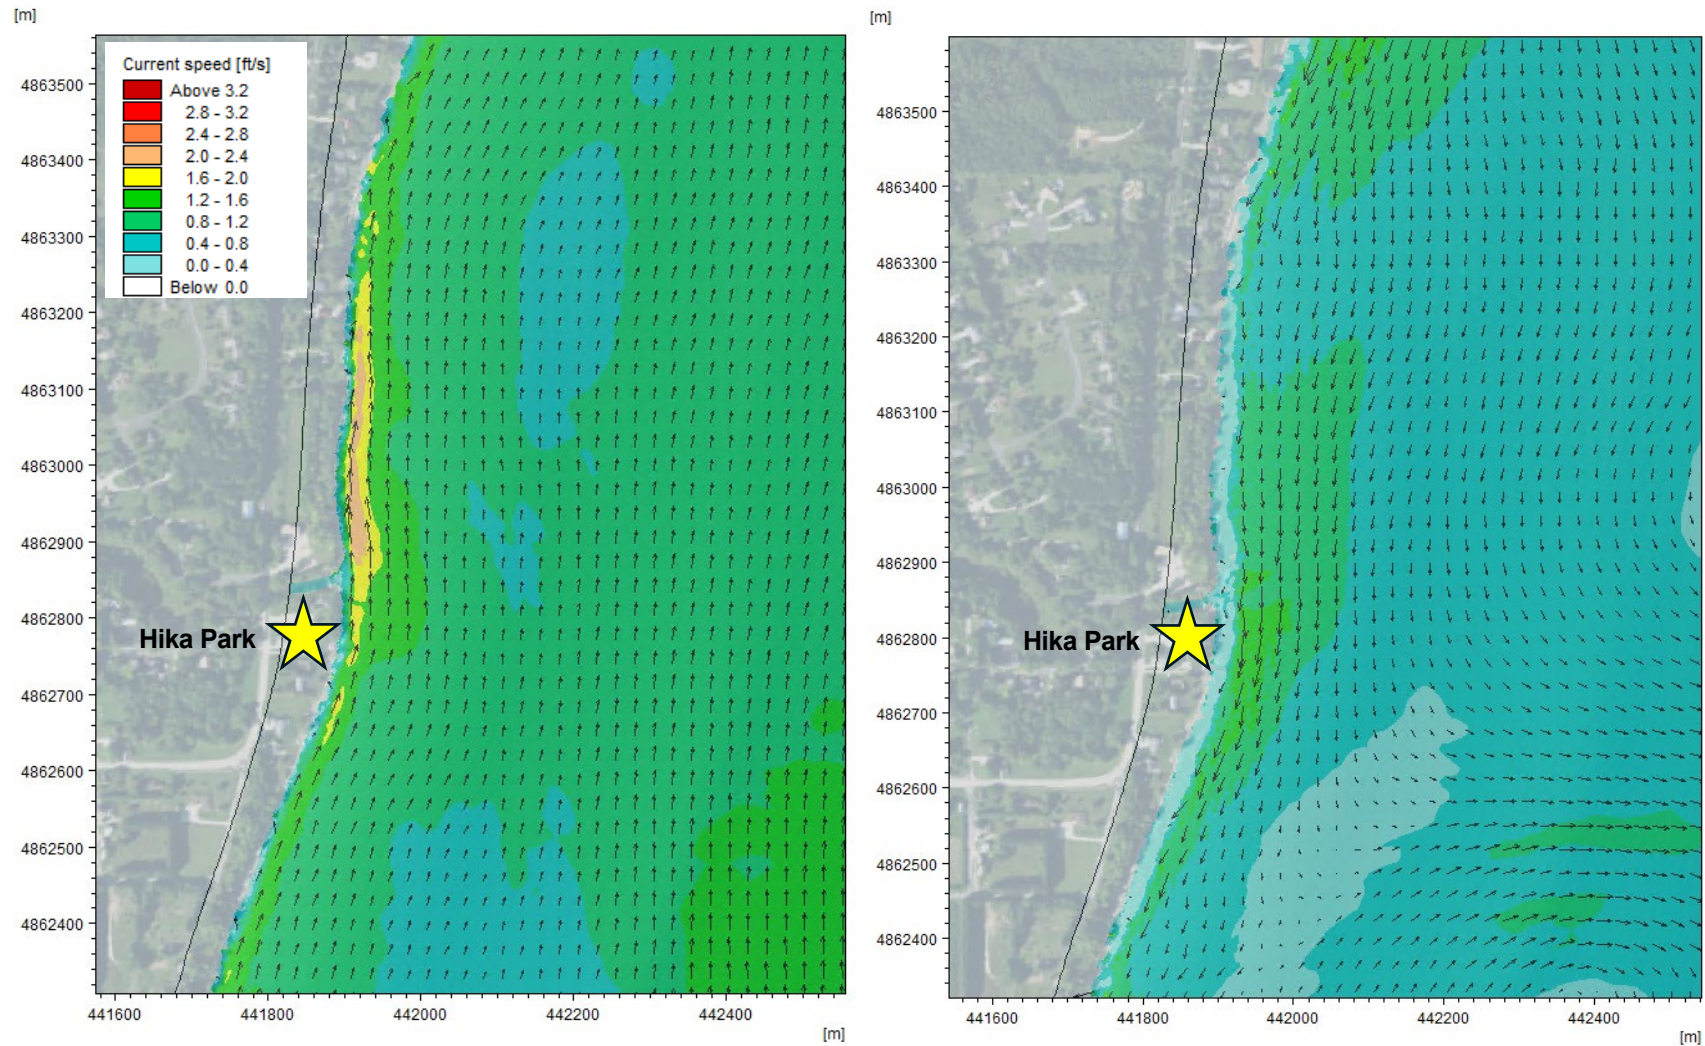 [m]
Current speed [ft/s]
Above 3.2
2.8 - 3.2
2.4 - 2.8
2.0 - 2.4
1.6 - 2.0
1.2 - 1.6
0.8 - 1.2
0.4 - 0.8
0.0 - 0.4
Below 0.0
4863500
4863400
4863300
4863200
4863100
4863000
4862900
4862800
4862700
4862600
4862500
4862400
Hika Park
441600
441800
442000
442200
442400
[m]
[m]
4863500
4863400
4863300
4863200
4863100
4863000
4862900
4862800
4862700
4862600
4862500
4862400
Hika Park
441600
441800
442000
442200
442400
[m]